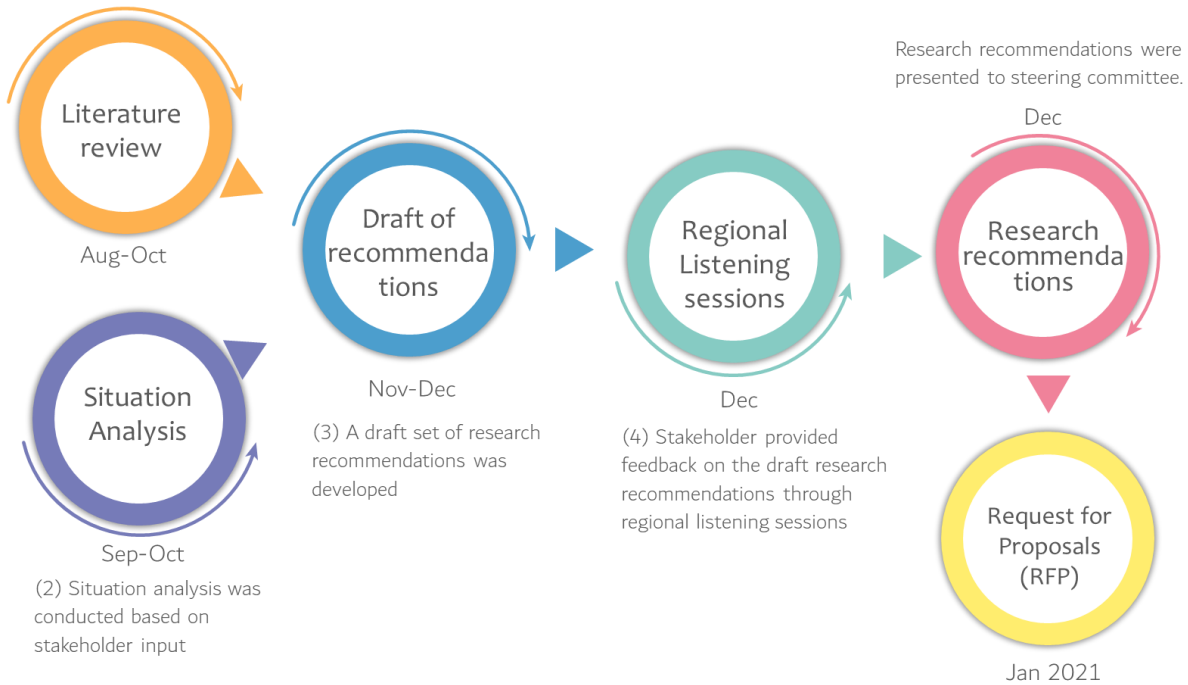 Literature
review
Aug-Oct
Situation
Analysis
Sep-Oct
(2) Situation analysis was
conducted based on
stakeholder input
Draft of
recommenda
tions
Nov-Dec
(3) A draft set of research
recommendations was
developed
Regional
Listening
sessions
Dec
(4) Stakeholder provided
feedback on the draft research
recommendations through
regional listening sessions
Research recommendations were
presented to steering committee.
Dec
Research
recommenda
tions
Request for
Proposals
(RFP)
Jan 2021